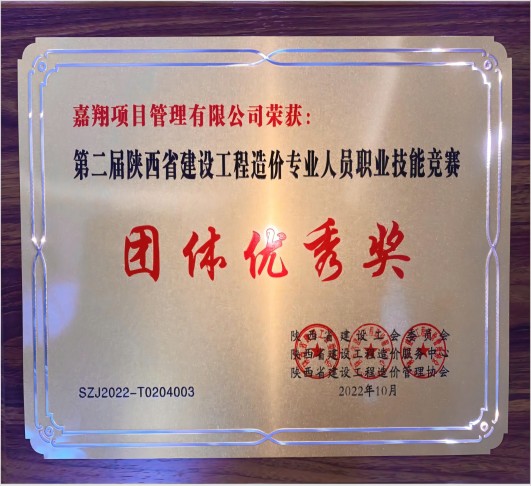 嘉翔项目管理有限公司荣获：
第二届陕西省建设工程造价专业人员职业技能竞赛
团体优秀奖
陕西省建设工会委员会
陕西省建设工程造价服务中心
SZJ2022-T0204003
陕西省建设工程造价管理协会
2022年10月